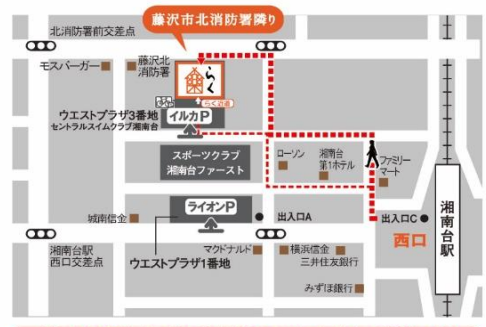 藤沢市北消防署隣り
北消防署前交差点
モスバーガー
藤沢北
消防署
らく
ウエストプラザ3番地
セントラルスイムクラブ湘南台
イルカP
らく近道
スポーツクラブ
湘南台ファースト
ローソン
湘南台
第1ホテル
ファミリー
マート
ライオンP
城南信金
出入口A
出入口C
西口
湘南台駅
湘南台駅
西口交差点
ウエストプラザ1番地
マクドナルド
横浜信金
三井住友銀行
みずほ銀行